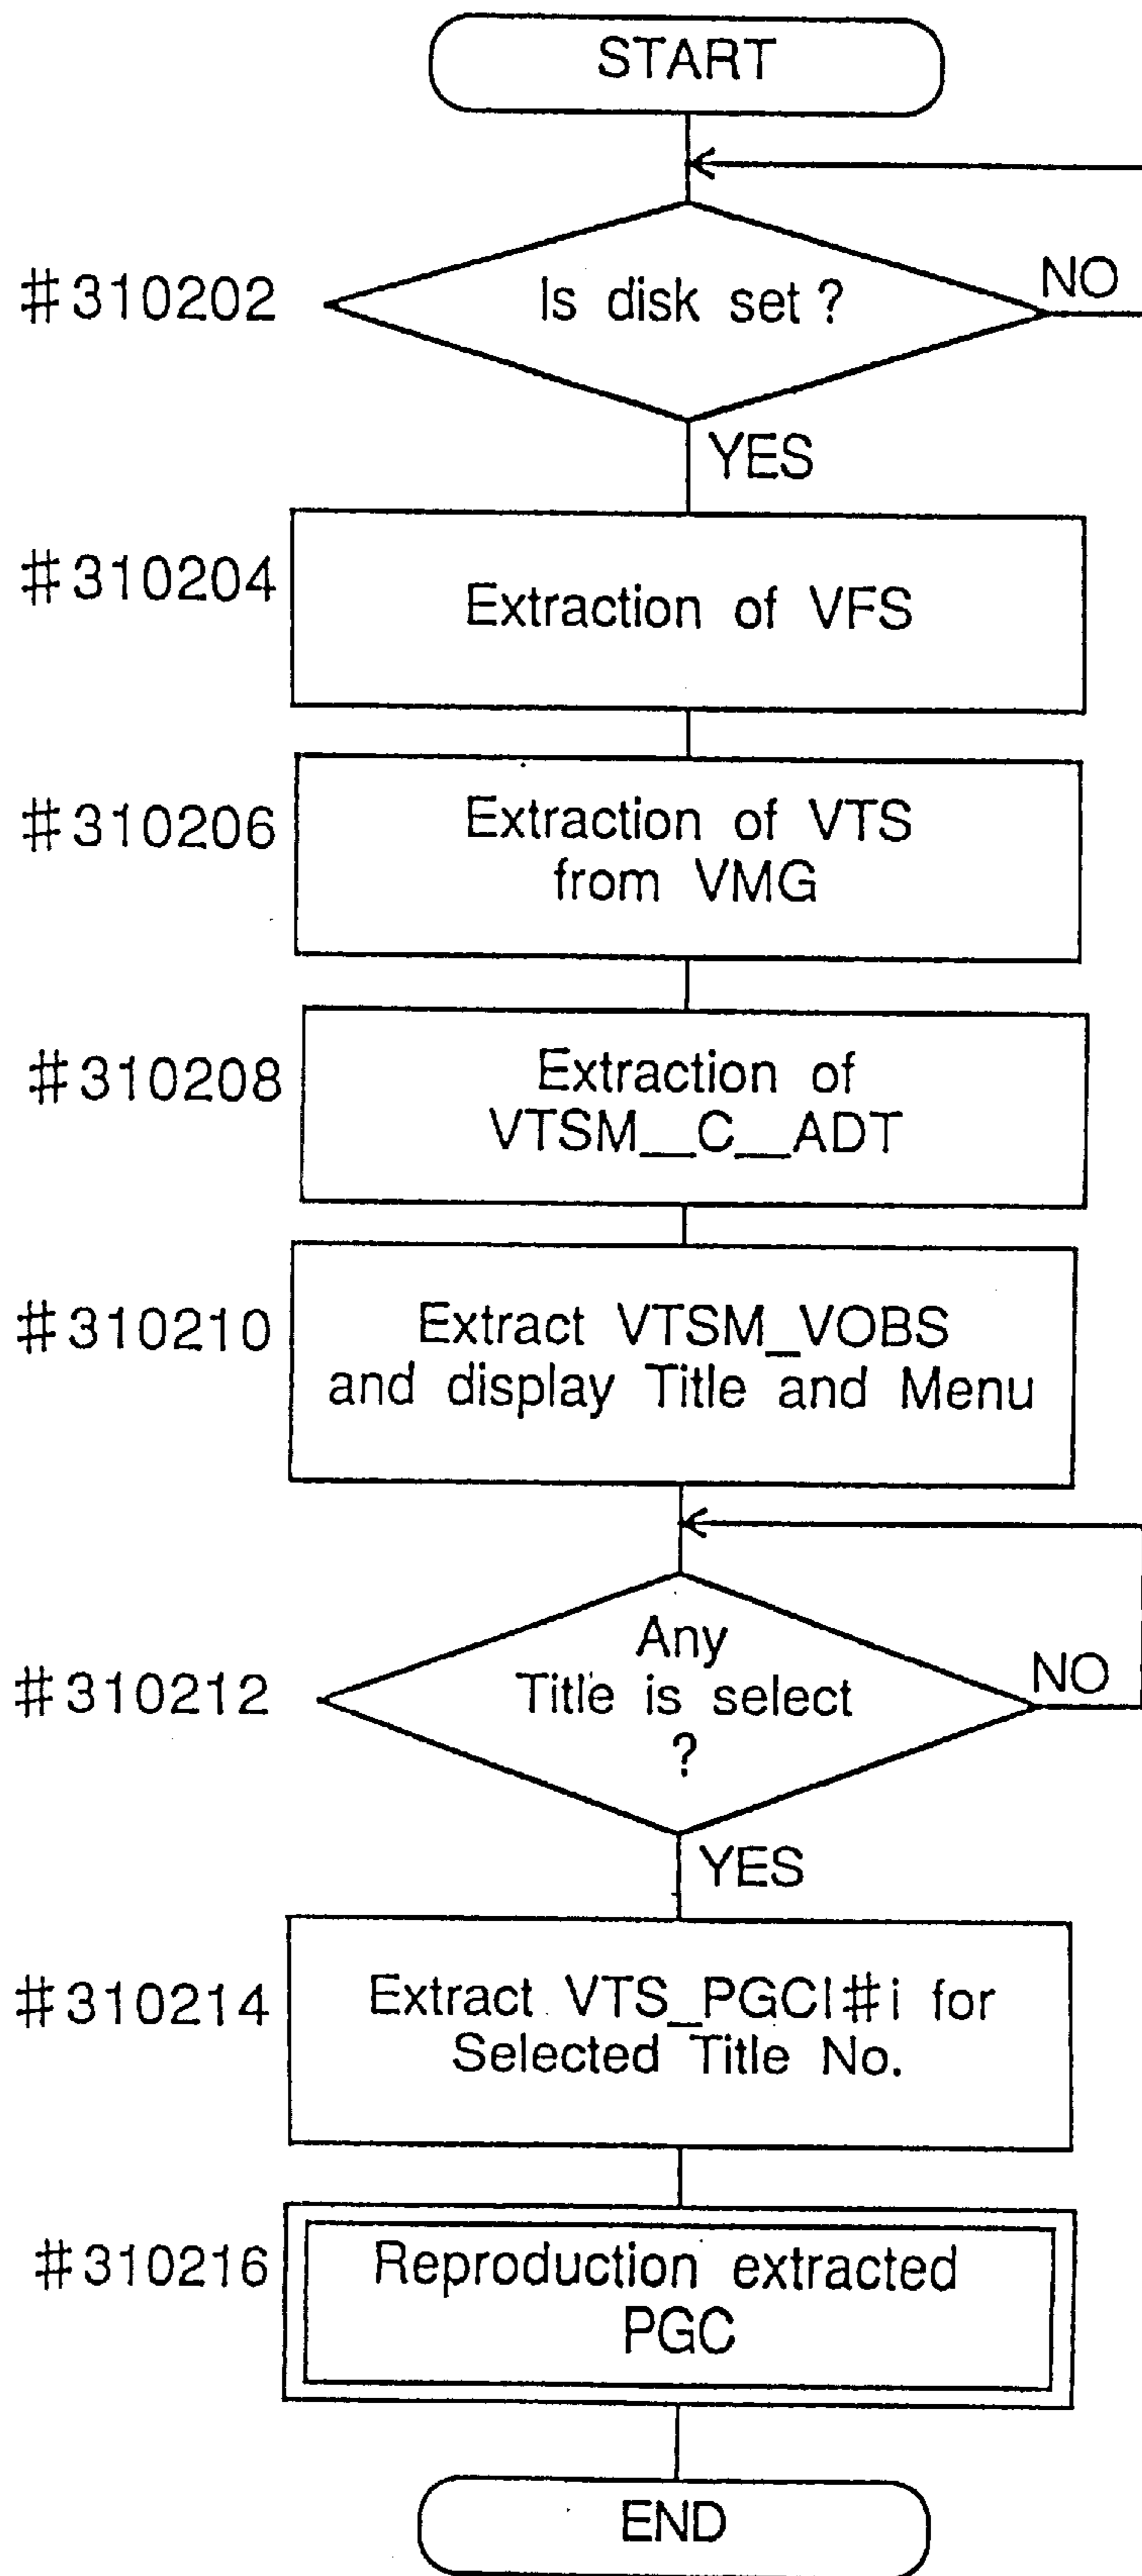 START
#310202
Is disk set ?
NO
YES
#310204
Extraction of VFS
#310206
Extraction of VTS
from VMG
#310208
Extraction of
VTSM__C__ADT
#310210
Extract VTSM_VOBS
and display Title and Menu
#310212
Any
Title is select
?
NO
YES
#310214
Extract VTS_PGCI#i for
Selected Title No.
#310216
Reproduction extracted
PGC
END